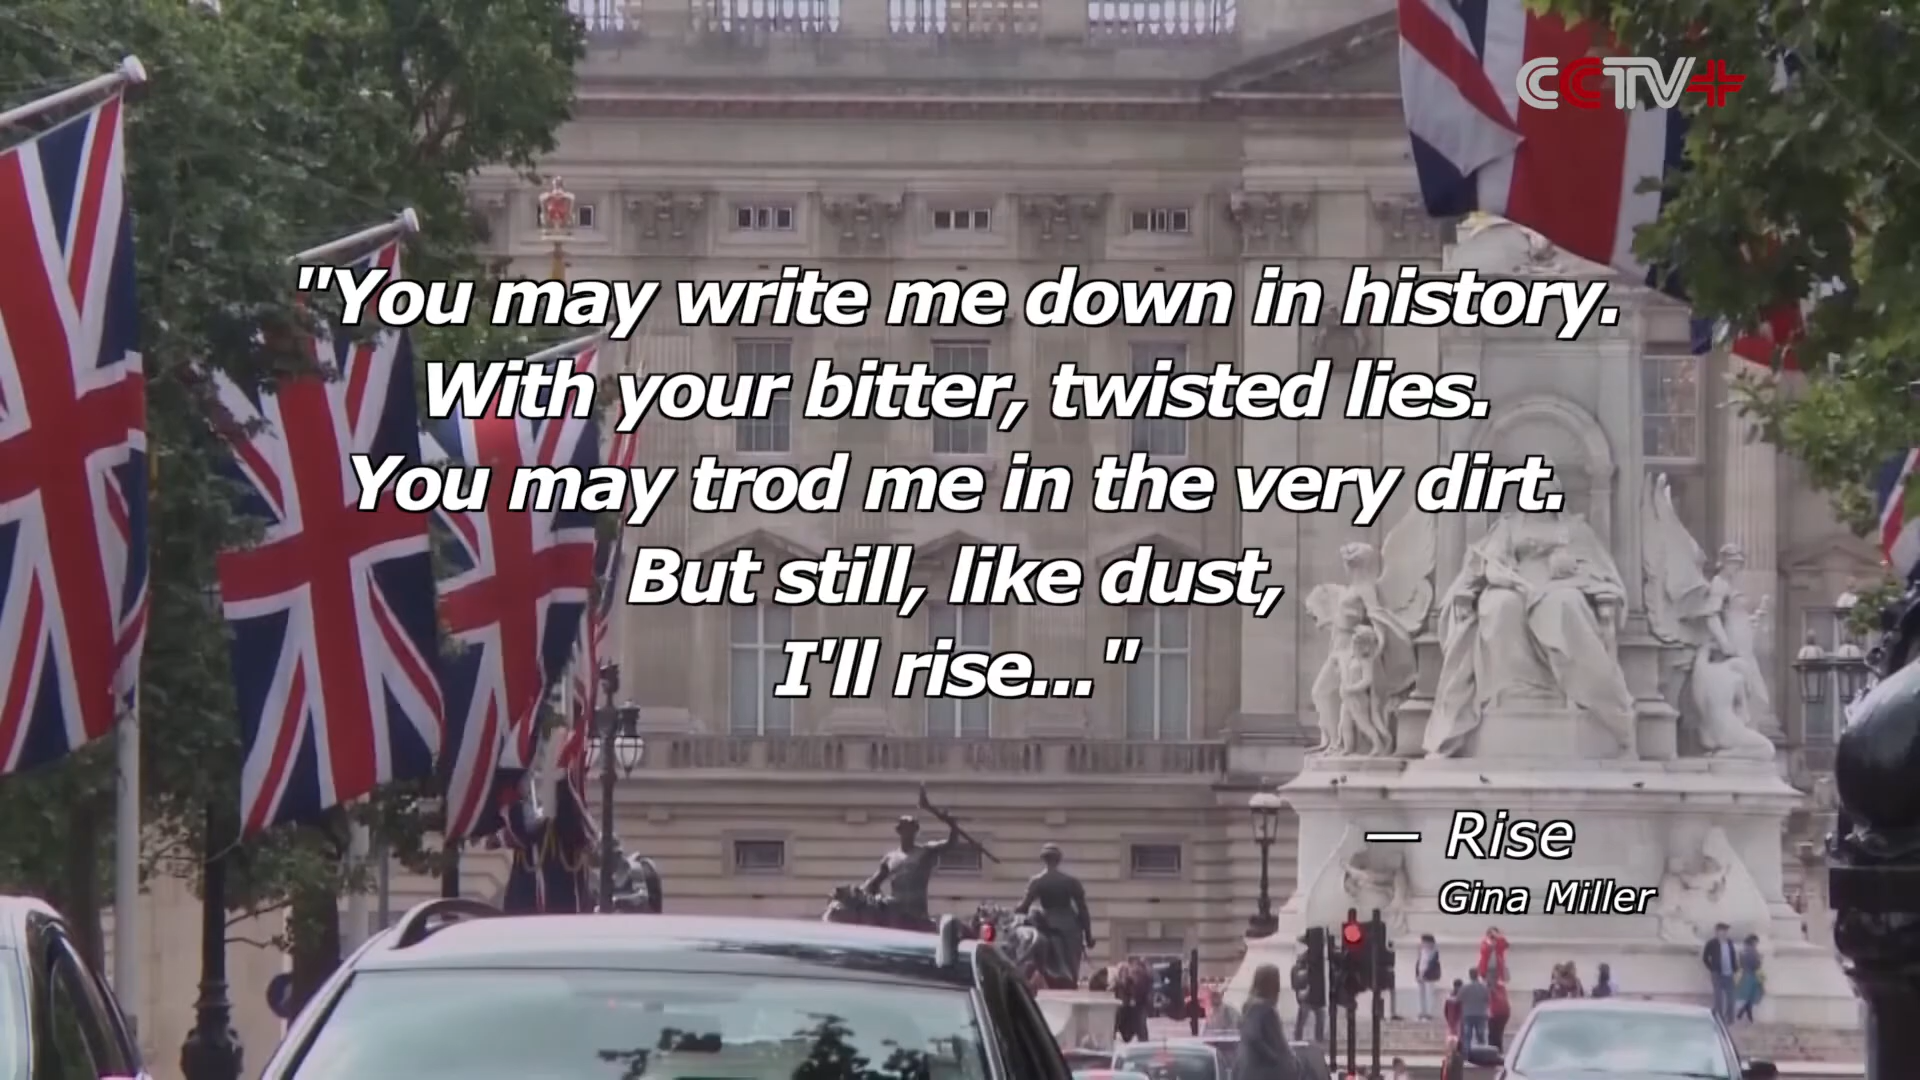 CCTV+
"You may write me down in history.
With your bitter, twisted lies.
You may trod me in the very dirt.
But still, like dust,
I'll rise..."
— Rise
Gina Miller